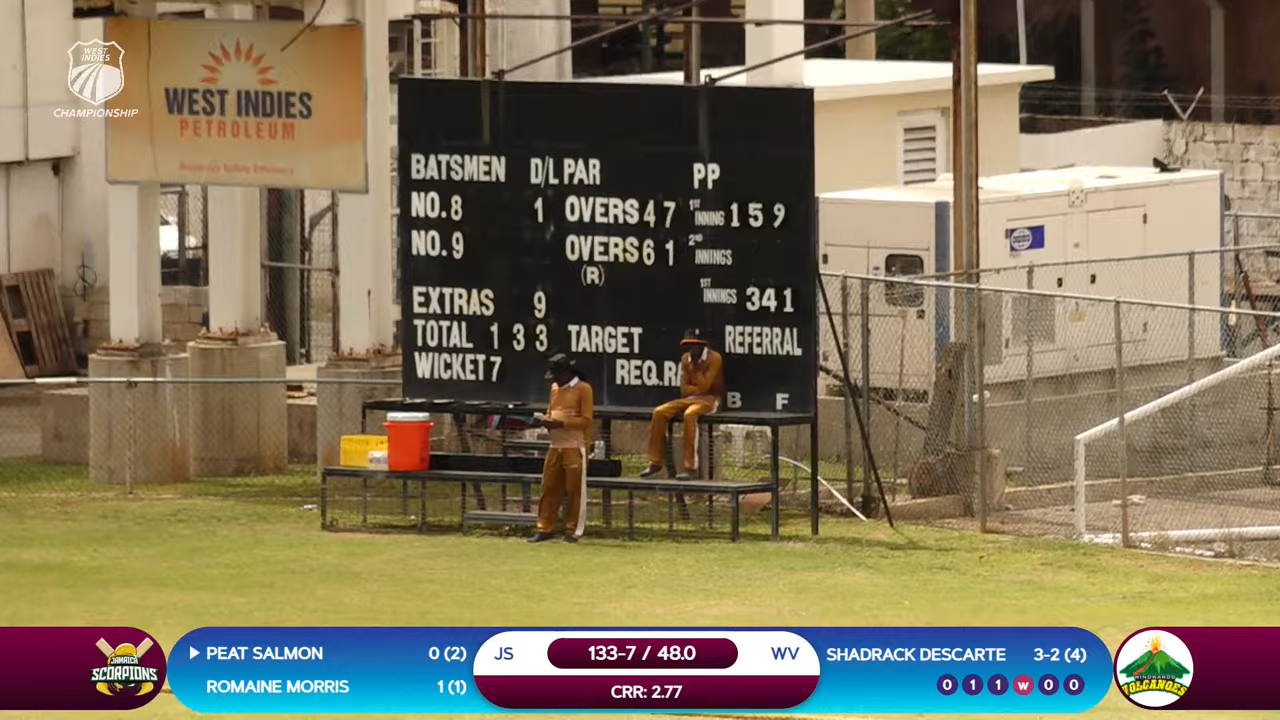 WEST INDIES
CHAMPIONSHIP
WEST INDIES
PETROLEUM
BATSMEN D/L PAR PP
NO.8 1 OVERS 47 1ST INNING 159
NO.9 OVERS 61 2ND INNINGS
(R)
EXTRAS 9 1ST INNINGS 341
TOTAL 133 TARGET REFERRAL
WICKET 7 REQ.R
B F
JAMAICA
SCORPIONS
PEAT SALMON 0 (2)
ROMAINE MORRIS 1 (1)
JS 133-7 / 48.0 WV
CRR: 2.77
SHADRACK DESCARTE 3-2 (4)
0 1 1 W 0 0
WINDWARDS
VOLCANOES